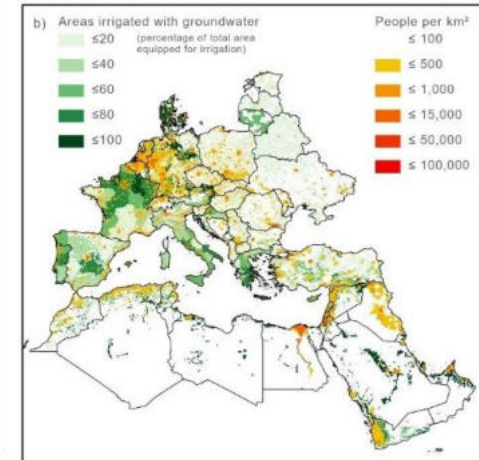 b) Areas irrigated with groundwater
≤20 (percentage of total area
equipped for irrigation)
≤40
≤60
≤80
≤100
People per km²
≤ 100
≤ 500
≤ 1,000
≤ 15,000
≤ 50,000
≤ 100,000